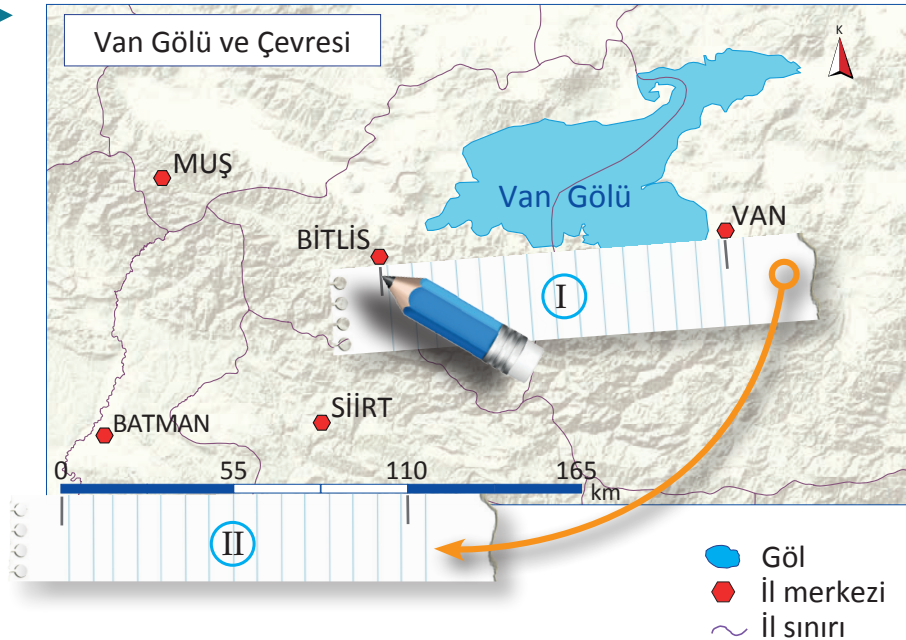 Van Gölü ve Çevresi
K
MUŞ
Van Gölü
VAN
BİTLİS
I
SİİRT
BATMAN
0 55 110 165
km
II
Göl
İl merkezi
İl sınırı